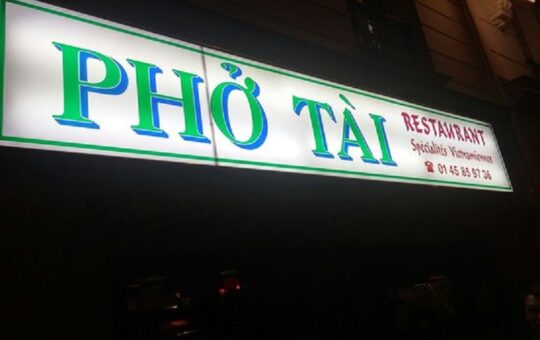 PHỞ TÀI
RESTAURANT
Spécialités Vietnamiennes
☎ 01 45 85 97 36